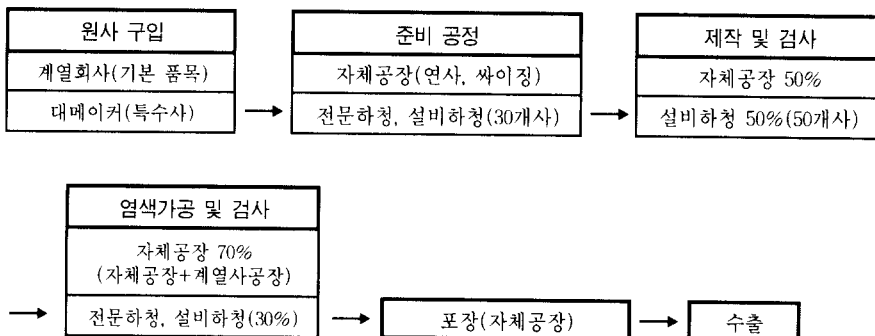 원사 구입
계열회사(기본 품목)
대메이커(특수사)
준비 공정
자체공장(연사, 싸이징)
전문하청, 설비하청(30개사)
제작 및 검사
자체공장 50%
설비하청 50%(50개사)
염색가공 및 검사
자체공장 70%
(자체공장+계열사공장)
전문하청, 설비하청(30%)
포장(자체공장)
수출